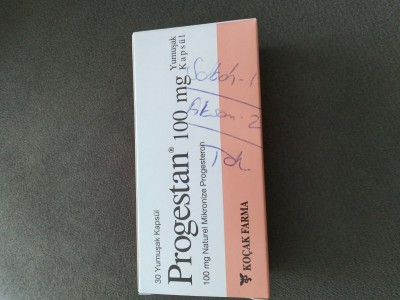 30 Yumuşak Kapsül
Progestan® 100 mg Yumuşak Kapsül
100 mg Naturel Mikronize Progesteron
KOÇAK FARMA
Sabah-1
Akşam-2